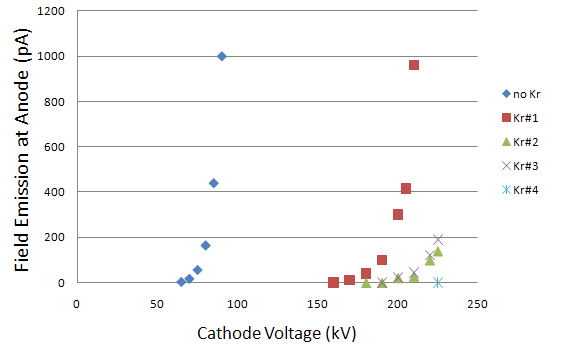 Field Emission at Anode (pA)
1200
1000
800
600
400
200
0
0 50 100 150 200 250
Cathode Voltage (kV)
no Kr
Kr#1
Kr#2
Kr#3
Kr#4